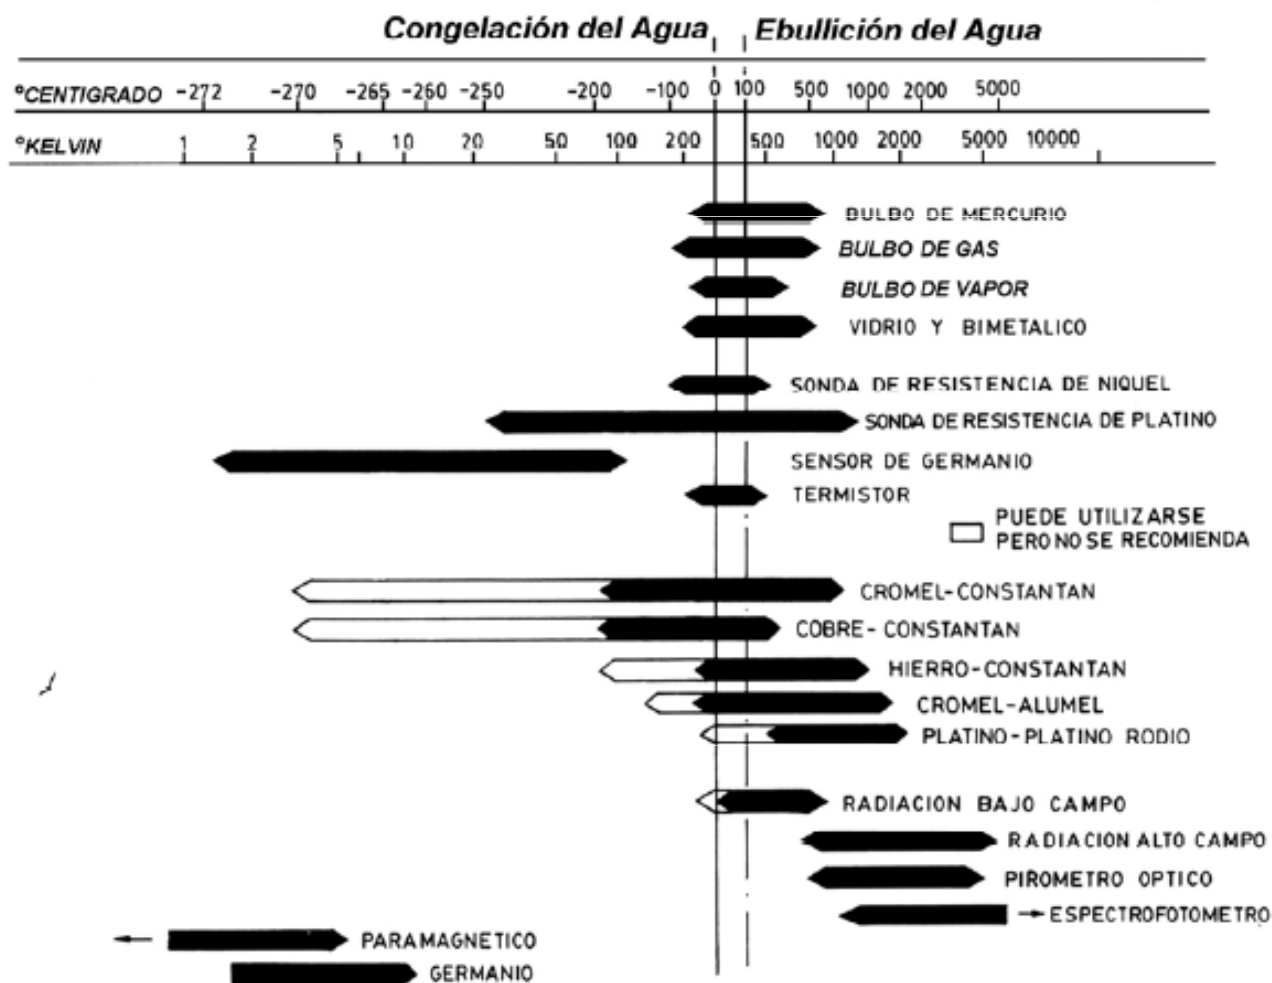 Congelación del Agua Ebullición del Agua
°CENTIGRADO -272 -270 -265 -260 -250 -200 -100 0 100 500 1000 2000 5000
°KELVIN 1 2 5 10 20 50 100 200 500 1000 2000 5000 10000
BULBO DE MERCURIO
BULBO DE GAS
BULBO DE VAPOR
VIDRIO Y BIMETALICO
SONDA DE RESISTENCIA DE NIQUEL
SONDA DE RESISTENCIA DE PLATINO
SENSOR DE GERMANIO
TERMISTOR
PUEDE UTILIZARSE
PERO NO SE RECOMIENDA
CROMEL-CONSTANTAN
COBRE-CONSTANTAN
HIERRO-CONSTANTAN
CROMEL-ALUMEL
PLATINO-PLATINO RODIO
RADIACION BAJO CAMPO
RADIACION ALTO CAMPO
PIROMETRO OPTICO
ESPECTROFOTOMETRO
PARAMAGNETICO
GERMANIO